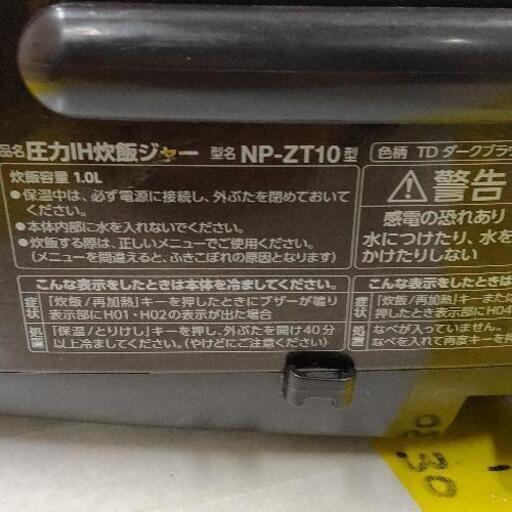 品名 圧力IH炊飯ジャー 型名 NP-ZT10型 色柄 TD ダークブラウ
炊飯容量 1.0L
●保温中は、必ず電源に接続し、外ぶたを閉めておいて
ください。
●本体内部に水を入れないでください。
●炊飯する際は、正しいメニューでご使用ください。
(メニューを間違えると、ふきこぼれの原因となります)
警告
感電の恐れあり
水につけたり、水を
かけたりしない
こんな表示をしたときは本体を冷ましてください。
症状 「炊飯/再加熱」キーを押したときにブザーが鳴り
表示部にH01・H02の表示が出た場合
処置 「保温/とりけし」キーを押し、外ぶたを開け40分
以上冷ましてください。(やけどにご注意ください)
こんな表示をしたときは
症状 「炊飯/再加熱」キーまた
押したとき表示部にH04
処置 なべが入っていません。
なべを入れて再度キーを押